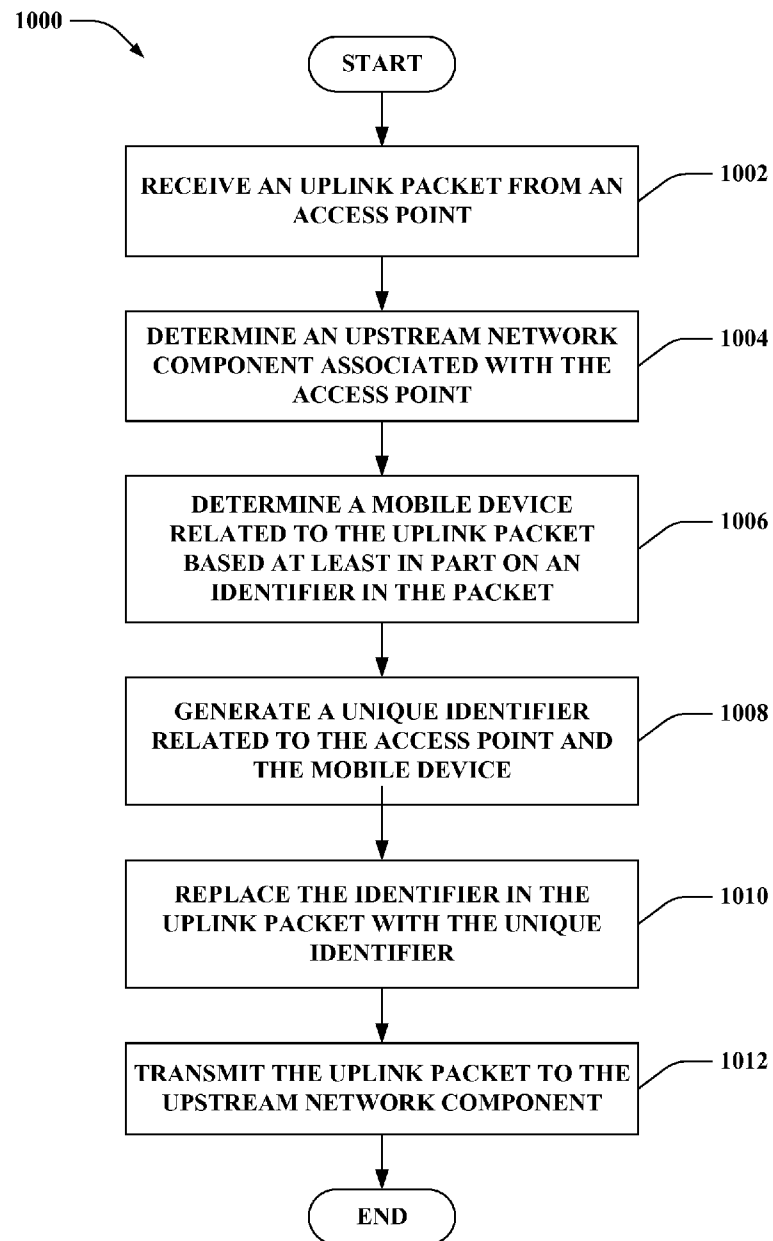 1000
START
RECEIVE AN UPLINK PACKET FROM AN
ACCESS POINT
1002
DETERMINE AN UPSTREAM NETWORK
COMPONENT ASSOCIATED WITH THE
ACCESS POINT
1004
DETERMINE A MOBILE DEVICE
RELATED TO THE UPLINK PACKET
BASED AT LEAST IN PART ON AN
IDENTIFIER IN THE PACKET
1006
GENERATE A UNIQUE IDENTIFIER
RELATED TO THE ACCESS POINT AND
THE MOBILE DEVICE
1008
REPLACE THE IDENTIFIER IN THE
UPLINK PACKET WITH THE UNIQUE
IDENTIFIER
1010
TRANSMIT THE UPLINK PACKET TO THE
UPSTREAM NETWORK COMPONENT
1012
END